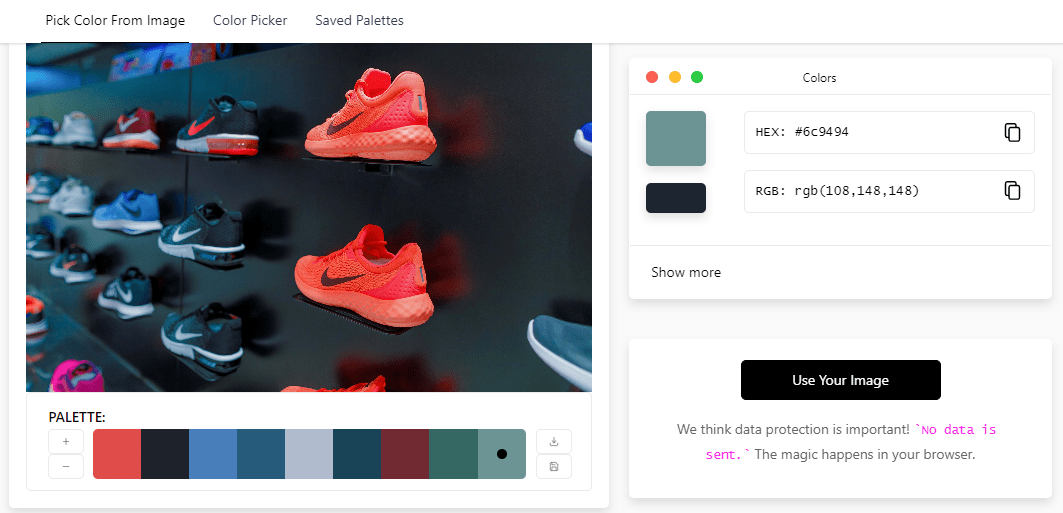 Pick Color From Image
Color Picker
Saved Palettes
Colors
HEX: #6c9494
RGB: rgb(108,148,148)
Show more
PALETTE:
+
−
Use Your Image
We think data protection is important! `No data is
sent.` The magic happens in your browser.